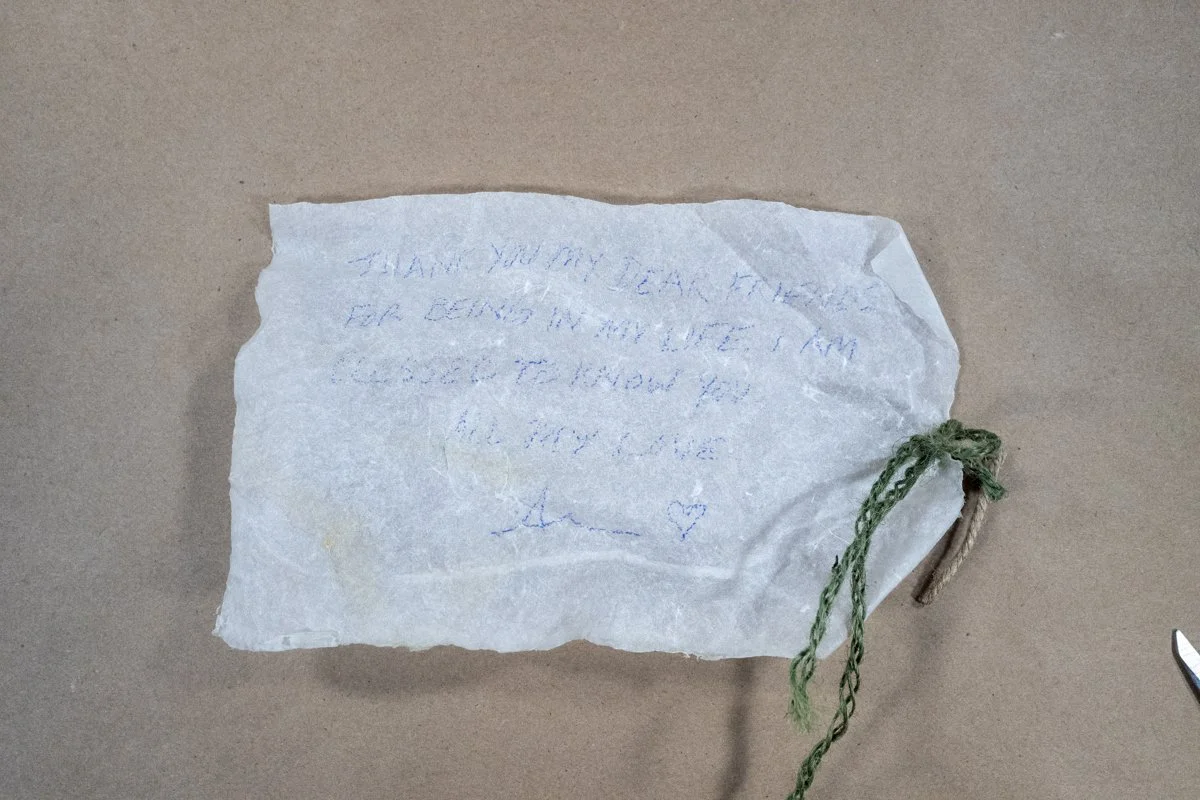 THANK YOU MY DEAR FRIENDS
FOR BEING IN MY LIFE. I AM
BLESSED TO KNOW YOU
ALL MY LOVE